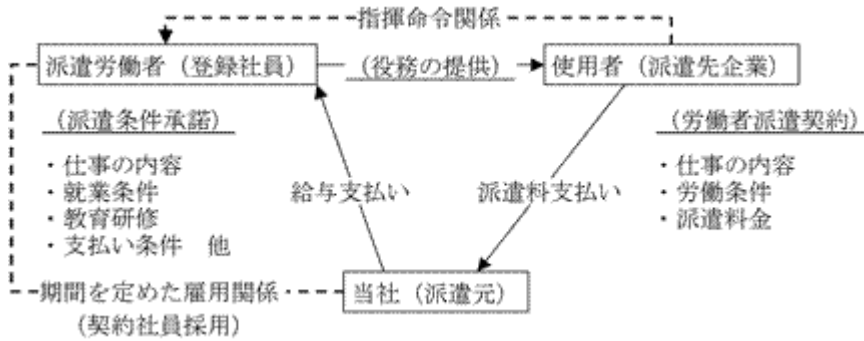 指揮命令関係
派遣労働者(登録社員)
(役務の提供)
使用者(派遣先企業)
(派遣条件承諾)
・仕事の内容
・就業条件
・教育研修
・支払い条件 他
給与支払い
派遣料支払い
(労働者派遣契約)
・仕事の内容
・労働条件
・派遣料金
期間を定めた雇用関係
(契約社員採用)
当社(派遣元)